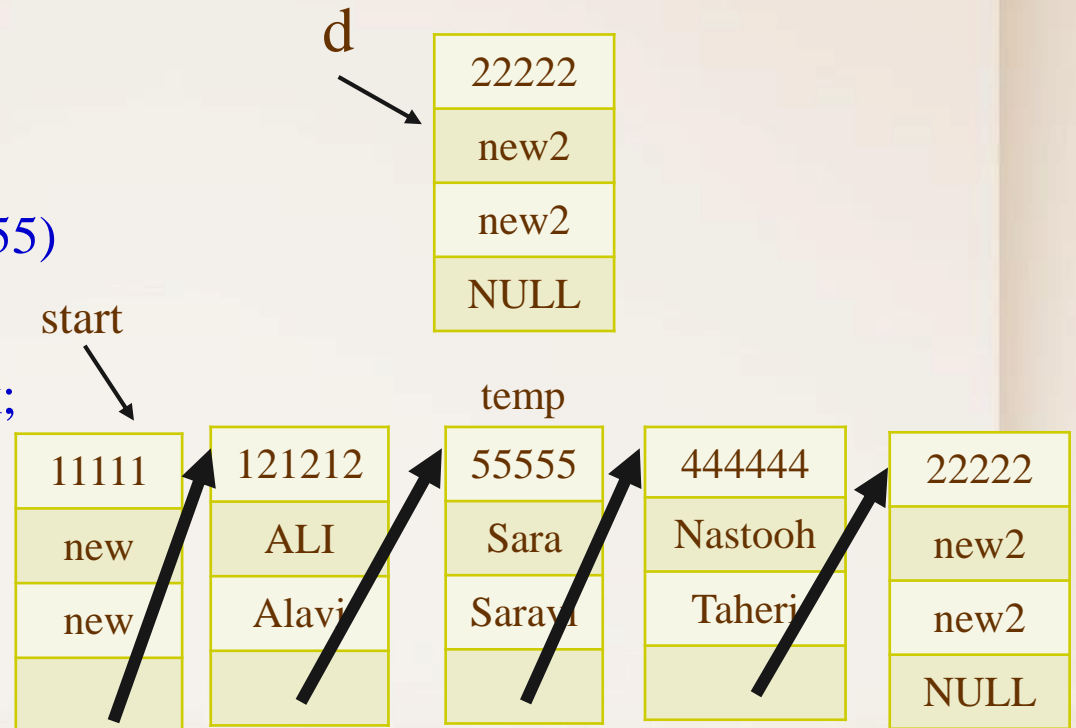 d
22222
new2
new2
NULL
55)
start
;
temp
11111
new
new
121212
ALI
Alavi
55555
Sara
Saravi
444444
Nastooh
Taheri
22222
new2
new2
NULL